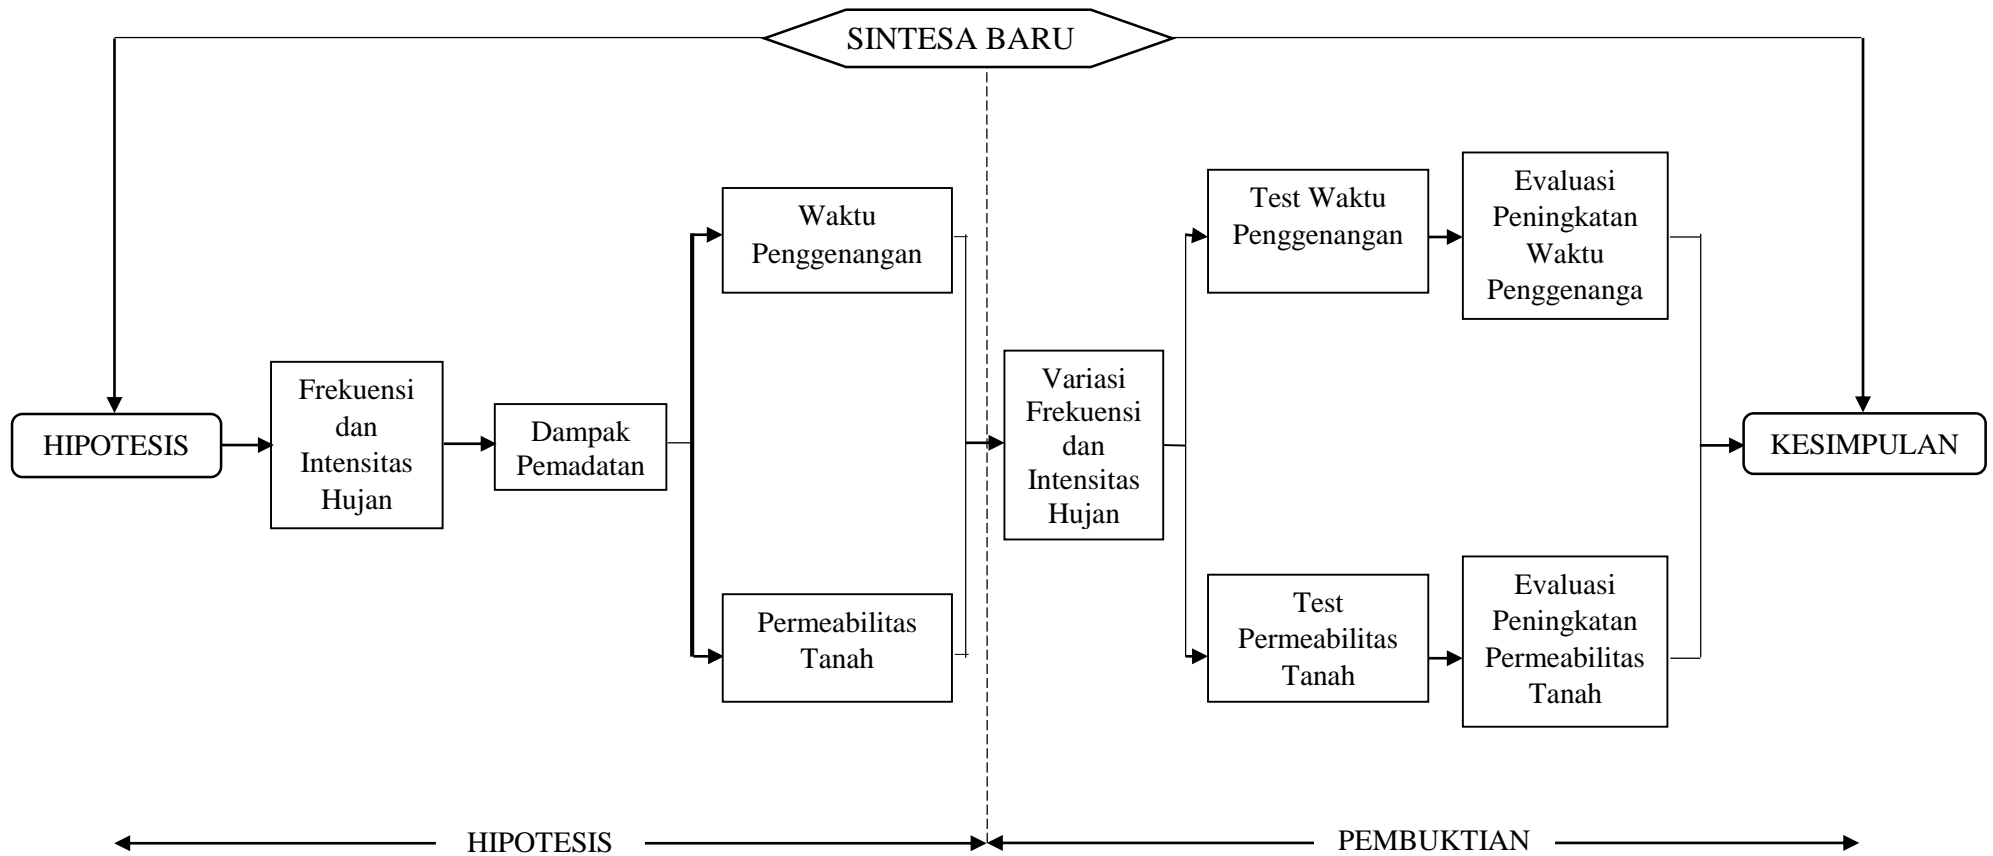 SINTESA BARU
HIPOTESIS
Frekuensi
dan
Intensitas
Hujan
Dampak
Pemadatan
Waktu
Penggenangan
Permeabilitas
Tanah
Variasi
Frekuensi
dan
Intensitas
Hujan
Test Waktu
Penggenangan
Evaluasi
Peningkatan
Waktu
Penggenanga
Test
Permeabilitas
Tanah
Evaluasi
Peningkatan
Permeabilitas
Tanah
KESIMPULAN
HIPOTESIS
PEMBUKTIAN